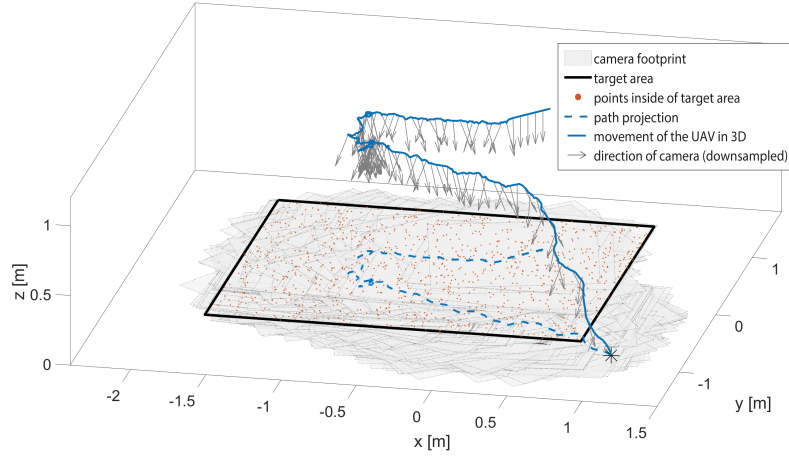 camera footprint
target area
points inside of target area
path projection
movement of the UAV in 3D
direction of camera (downsampled)
1
0.5
0
z [m]
-2
-1.5
-1
-0.5
0
0.5
1
1.5
x [m]
1
0
-1
y [m]